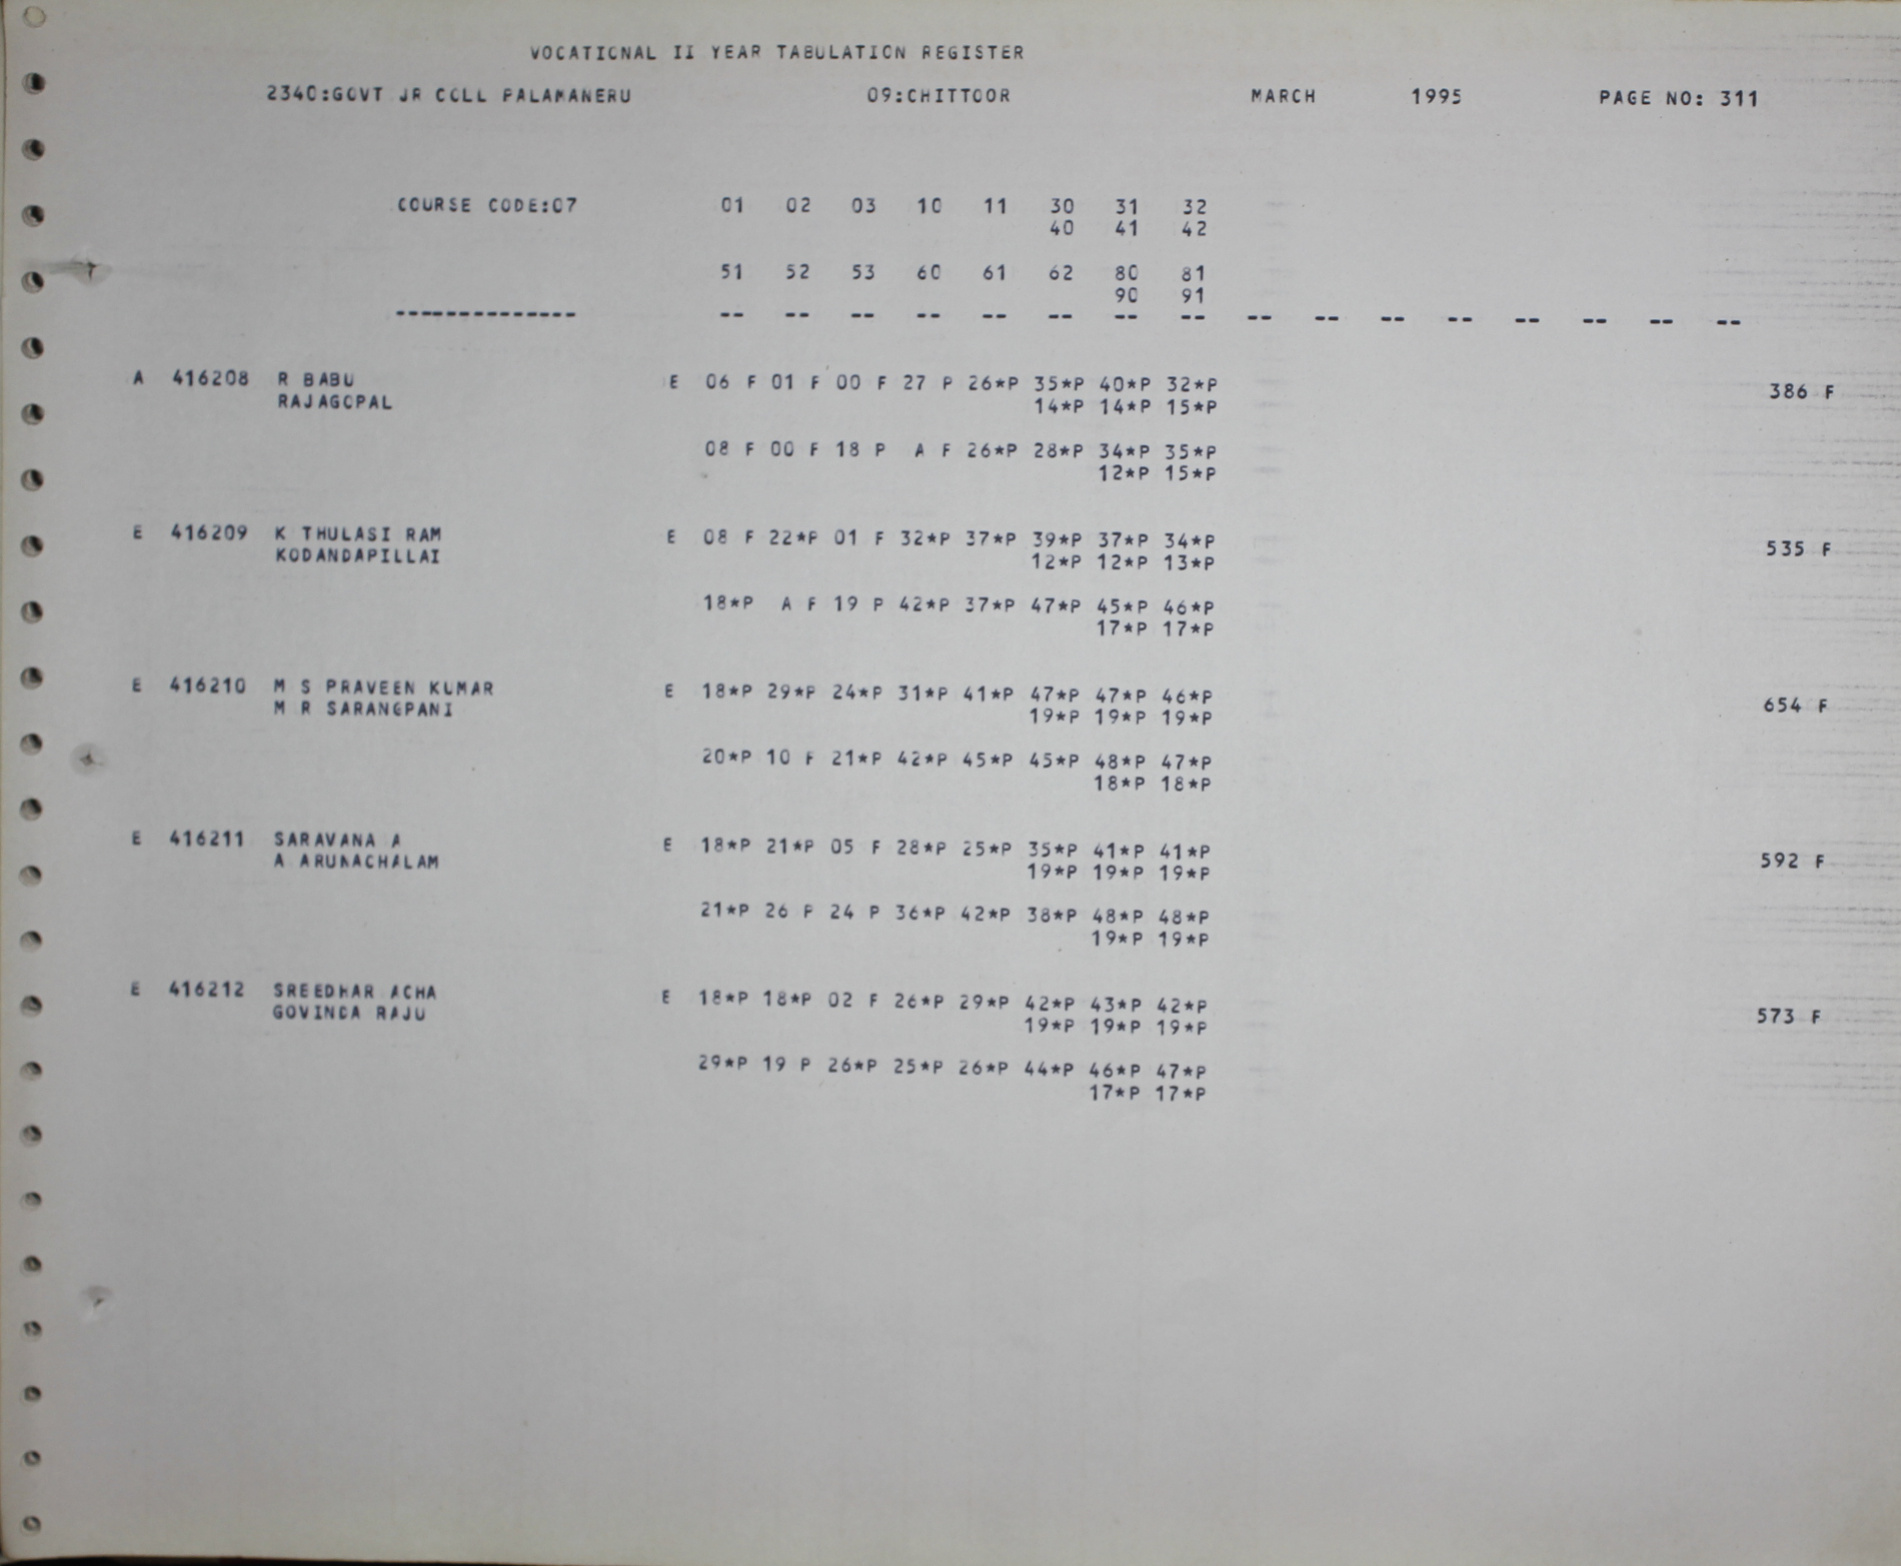 VOCATIONAL II YEAR TABULATION REGISTER
2340:GOVT JR COLL PALAMANERU 09:CHITTOOR MARCH 1995 PAGE NO: 311
COURSE CODE:07 01 02 03 10 11 30 31 32
40 41 42
51 52 53 60 61 62 80 81
90 91
-------------- -- -- -- -- -- -- -- -- -- -- -- -- -- -- -- --
A 416208 R BABU E 06 F 01 F 00 F 27 P 26*P 35*P 40*P 32*P 386 F
RAJAGOPAL 14*P 14*P 15*P
08 F 00 F 18 P A F 26*P 28*P 34*P 35*P
12*P 15*P
E 416209 K THULASI RAM E 08 F 22*P 01 F 32*P 37*P 39*P 37*P 34*P 535 F
KODANDAPILLAI 12*P 12*P 13*P
18*P A F 19 P 42*P 37*P 47*P 45*P 46*P
17*P 17*P
E 416210 M S PRAVEEN KUMAR E 18*P 29*P 24*P 31*P 41*P 47*P 47*P 46*P 654 F
M R SARANGPANI 19*P 19*P 19*P
20*P 10 F 21*P 42*P 45*P 45*P 48*P 47*P
18*P 18*P
E 416211 SARAVANA A E 18*P 21*P 05 F 28*P 25*P 35*P 41*P 41*P 592 F
A ARUNACHALAM 19*P 19*P 19*P
21*P 26 P 24 P 36*P 42*P 38*P 48*P 48*P
19*P 19*P
E 416212 SREEDHAR ACHA E 18*P 18*P 02 F 26*P 29*P 42*P 43*P 42*P 573 F
GOVINDA RAJU 19*P 19*P 19*P
29*P 19 P 26*P 25*P 26*P 44*P 46*P 47*P
17*P 17*P